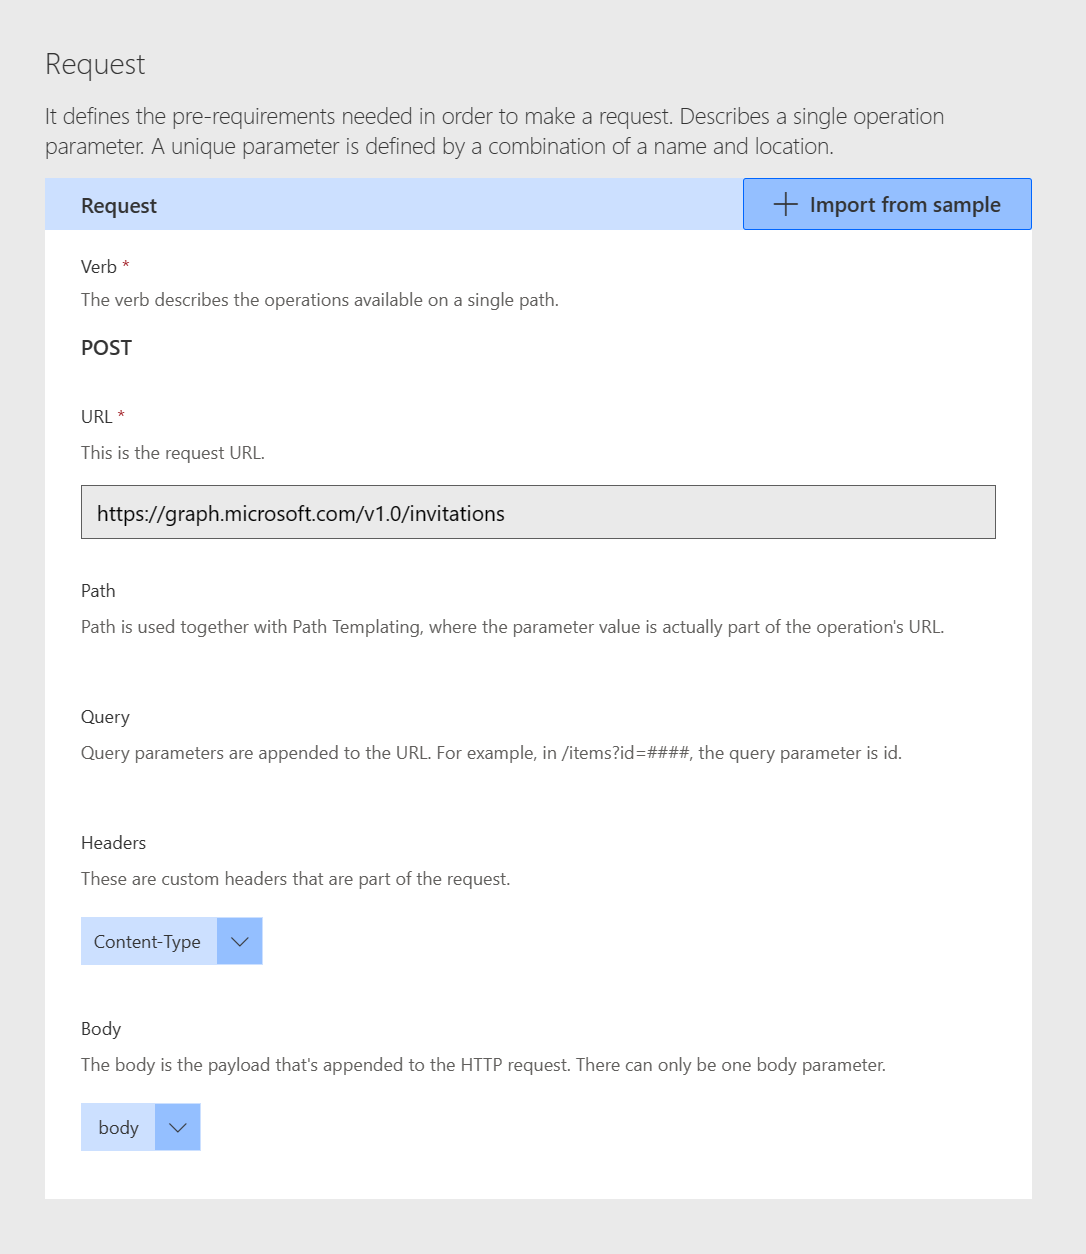 Request
It defines the pre-requirements needed in order to make a request. Describes a single operation
parameter. A unique parameter is defined by a combination of a name and location.
Request
Import from sample
Verb *
The verb describes the operations available on a single path.
POST
URL *
This is the request URL.
https://graph.microsoft.com/v1.0/invitations
Path
Path is used together with Path Templating, where the parameter value is actually part of the operation's URL.
Query
Query parameters are appended to the URL. For example, in /items?id=####, the query parameter is id.
Headers
These are custom headers that are part of the request.
Content-Type
Body
The body is the payload that's appended to the HTTP request. There can only be one body parameter.
body